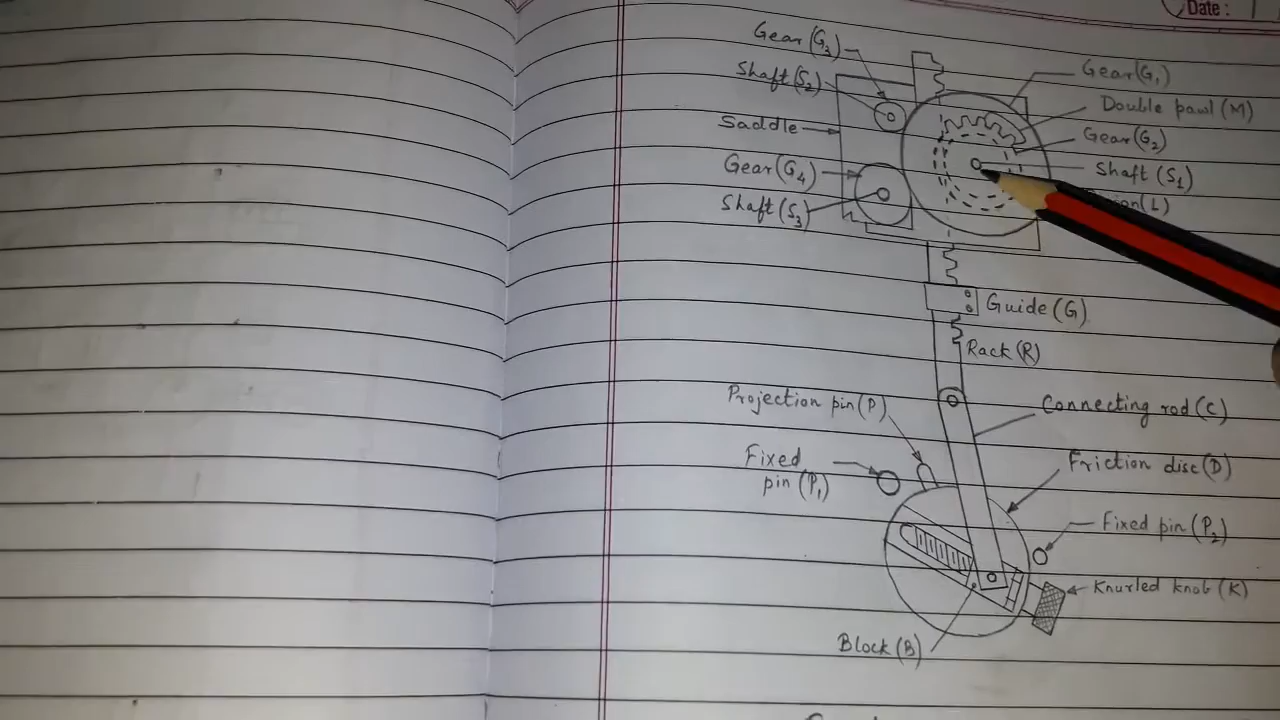 Date :
Gear(G3)
Shaft(S2)
Saddle
Gear(G4)
Shaft(S3)
Gear(G1)
Double pawl(M)
Gear(G2)
Shaft(S1)
(L)
Guide(G)
Rack(R)
Projection pin(P)
Connecting rod(C)
Fixed
pin(P1)
Friction disc(D)
Fixed pin(P2)
Knurled knob(K)
Block(B)